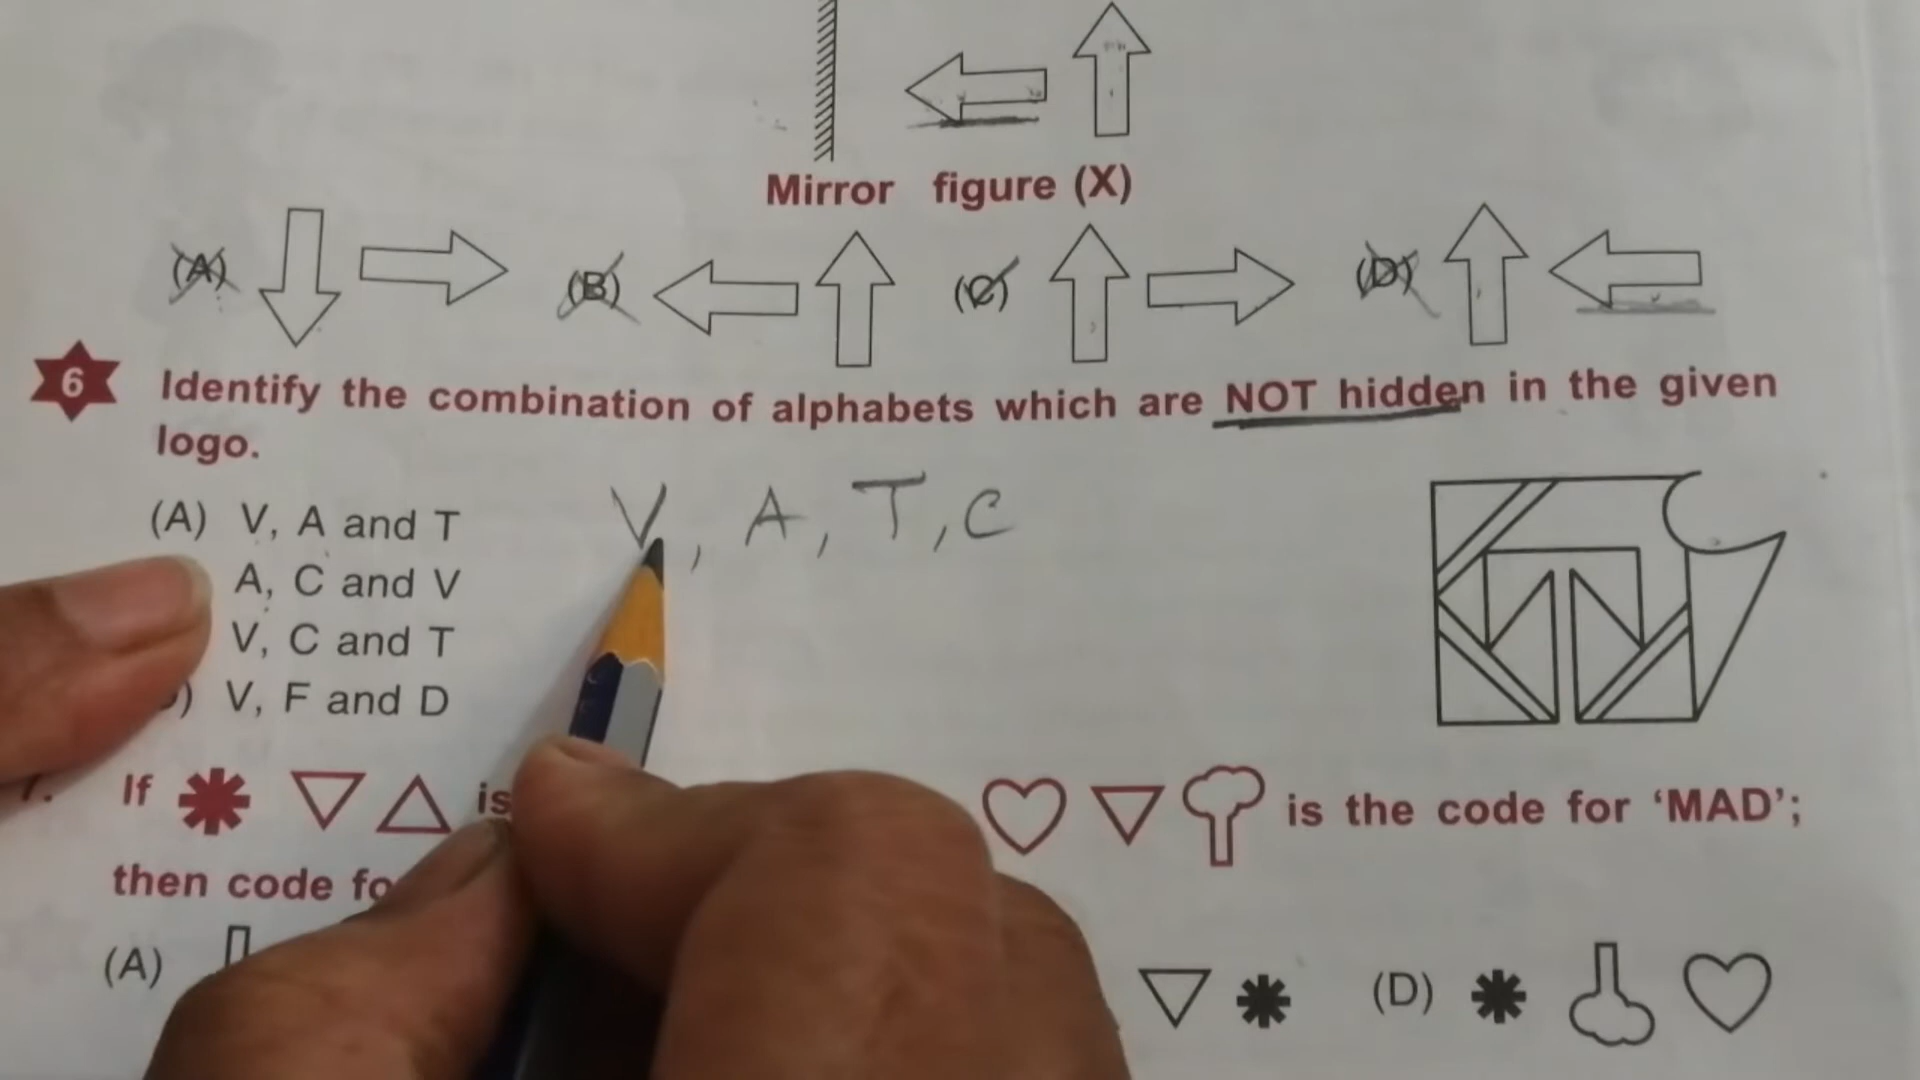 Mirror figure (X)
(A) (B) (C) (D)
6 Identify the combination of alphabets which are NOT hidden in the given
logo.
(A) V, A and T
V, A, T, C
A, C and V
V, C and T
) V, F and D
7. If is is the code for ‘MAD’;
then code fo
(A) (D)